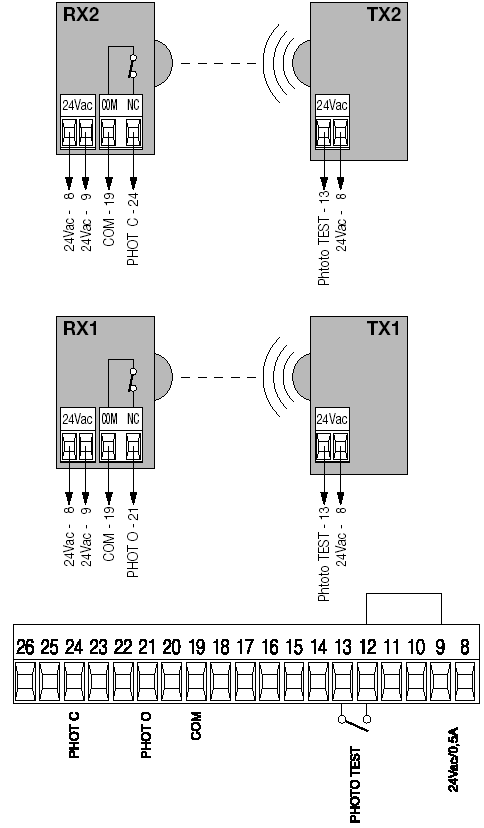 RX2
TX2
24Vac COM NC
24Vac
24Vac - 8
24Vac - 9
COM - 19
PHOT C - 24
Phtoto TEST - 13
24Vac - 8
RX1
TX1
24Vac COM NC
24Vac
24Vac - 8
24Vac - 9
COM - 19
PHOT O - 21
Phtoto TEST - 13
24Vac - 8
26 25 24 23 22 21 20 19 18 17 16 15 14 13 12 11 10 9 8
PHOT C
PHOT O
COM
PHOTO TEST
24Vac/0,5A